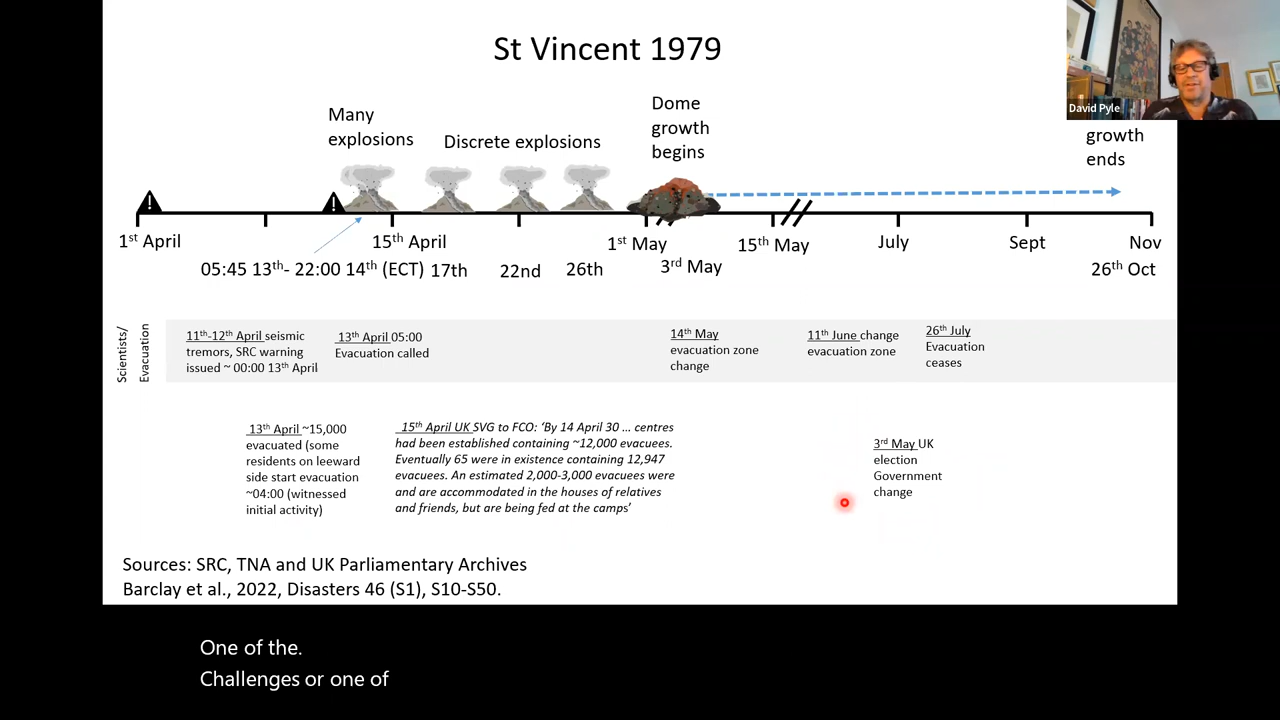 St Vincent 1979
David Pyle
Many
explosions
Discrete explosions
Dome
growth
begins
growth
ends
!
!
1st April
15th April
1st May
15th May
July
Sept
Nov
05:45 13th- 22:00 14th (ECT)
17th
22nd
26th
3rd May
26th Oct
Scientists/
Evacuation
11th-12th April seismic
tremors, SRC warning
issued ~ 00:00 13th April
13th April 05:00
Evacuation called
14th May
evacuation zone
change
11th June change
evacuation zone
26th July
Evacuation
ceases
13th April ~15,000
evacuated (some
residents on leeward
side start evacuation
~04:00 (witnessed
initial activity)
15th April UK SVG to FCO: ‘By 14 April 30 … centres
had been established containing ~12,000 evacuees.
Eventually 65 were in existence containing 12,947
evacuees. An estimated 2,000-3,000 evacuees were
and are accommodated in the houses of relatives
and friends, but are being fed at the camps’
3rd May UK
election
Government
change
Sources: SRC, TNA and UK Parliamentary Archives
Barclay et al., 2022, Disasters 46 (S1), S10-S50.
One of the.
Challenges or one of